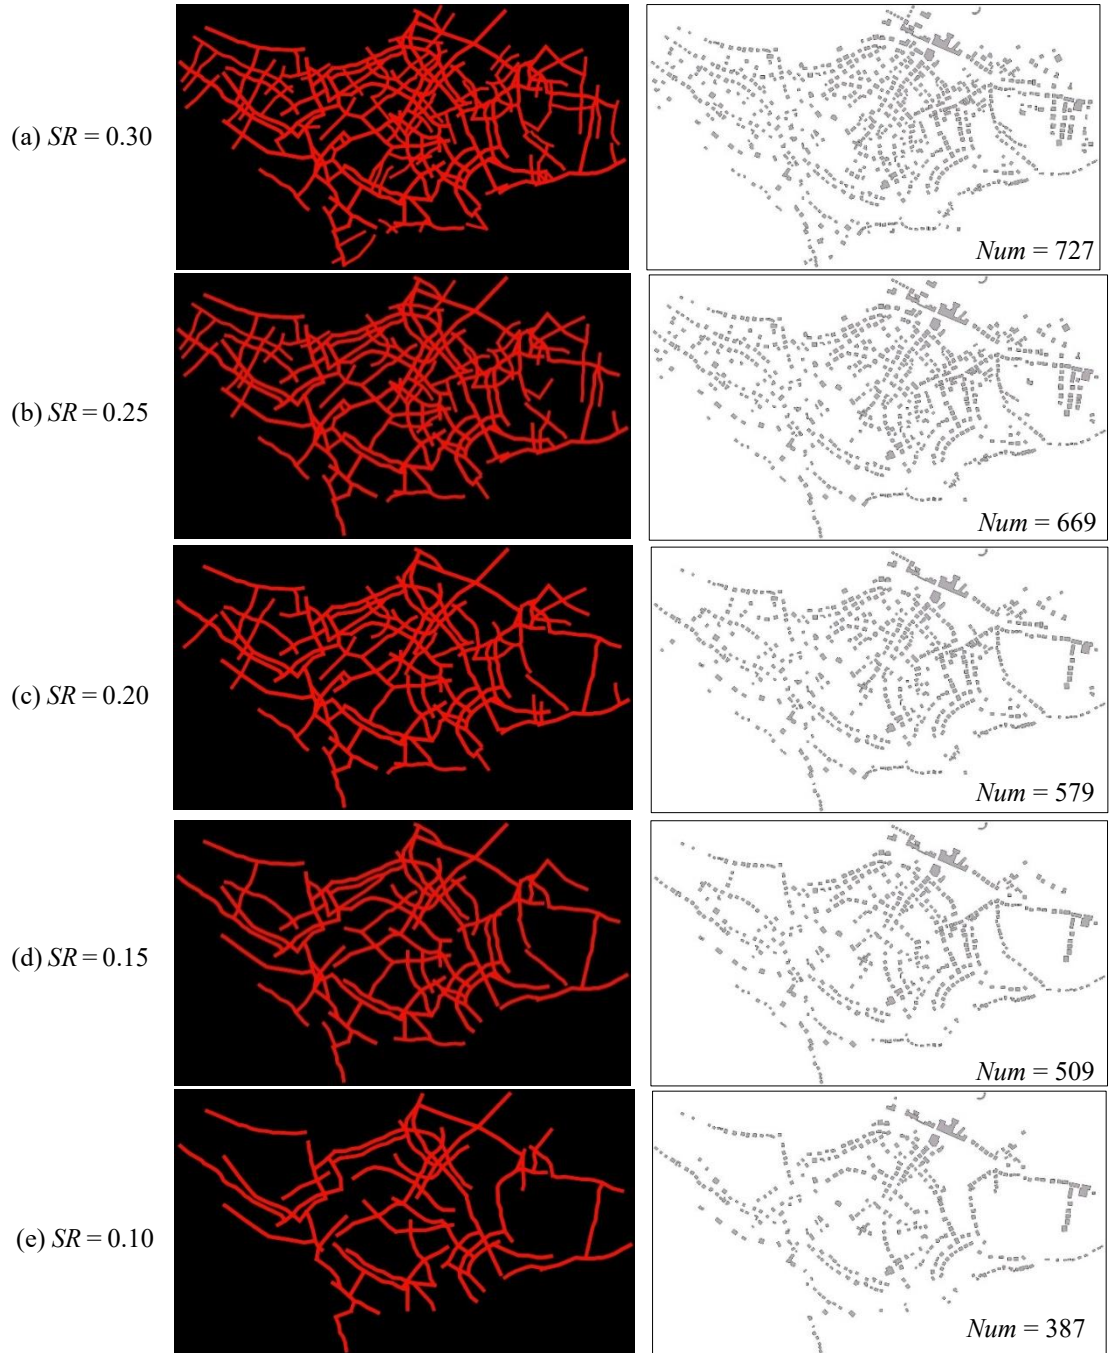 (a) SR = 0.30
Num = 727
(b) SR = 0.25
Num = 669
(c) SR = 0.20
Num = 579
(d) SR = 0.15
Num = 509
(e) SR = 0.10
Num = 387